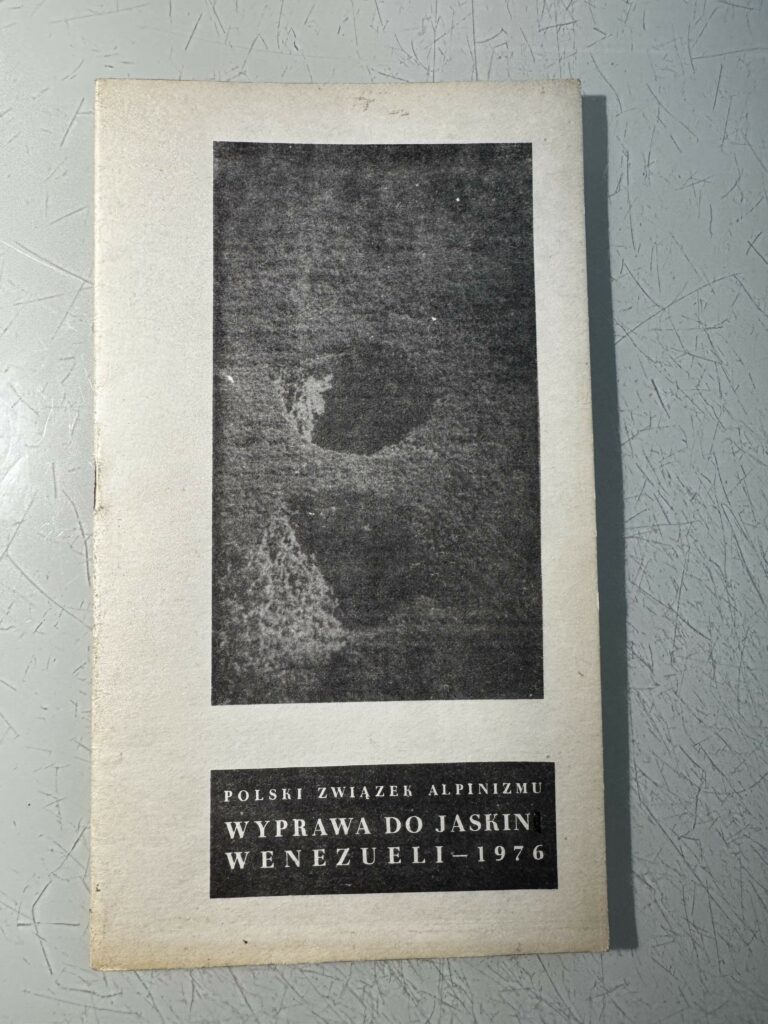 POLSKI ZWIĄZEK ALPINIZMU
WYPRAWA DO JASKIŃ
WENEZUELI – 1976